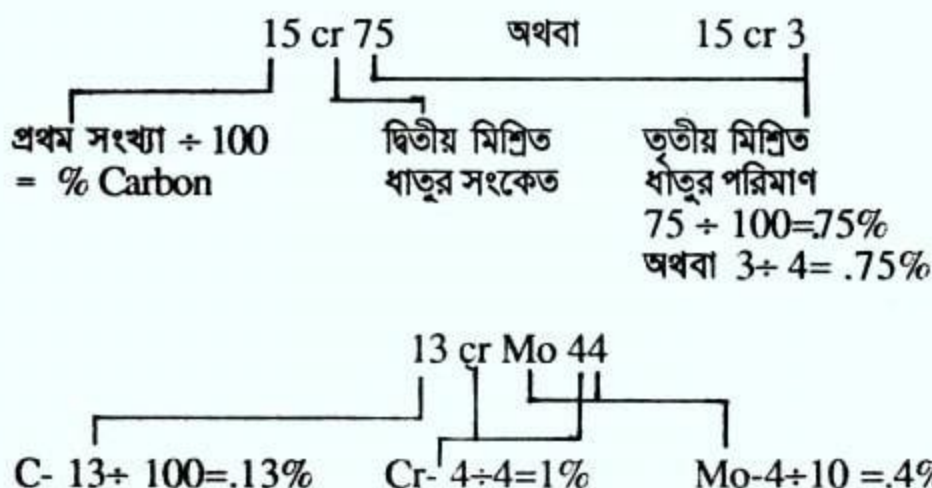 15 cr 75 অথবা 15 cr 3
প্রথম সংখ্যা ÷ 100
= % Carbon
দ্বিতীয় মিশ্রিত
ধাতুর সংকেত
তৃতীয় মিশ্রিত
ধাতুর পরিমাণ
75 ÷ 100=.75%
অথবা 3÷ 4= .75%
13 cr Mo 44
C- 13÷ 100=.13% Cr- 4÷4=1% Mo-4÷10 =.4%